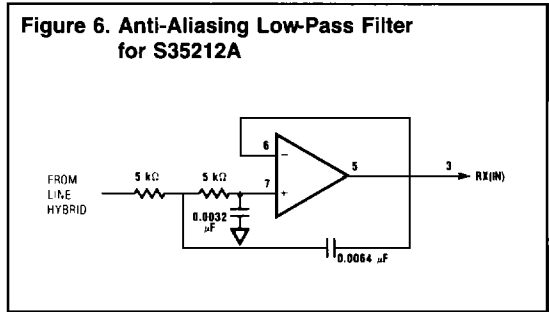 Figure 6. Anti-Aliasing Low-Pass Filter
for S35212A
FROM
LINE
HYBRID
5 kΩ
5 kΩ
0.0032
μF
6
−
7
+
5
3
RX(IN)
0.0064 μF